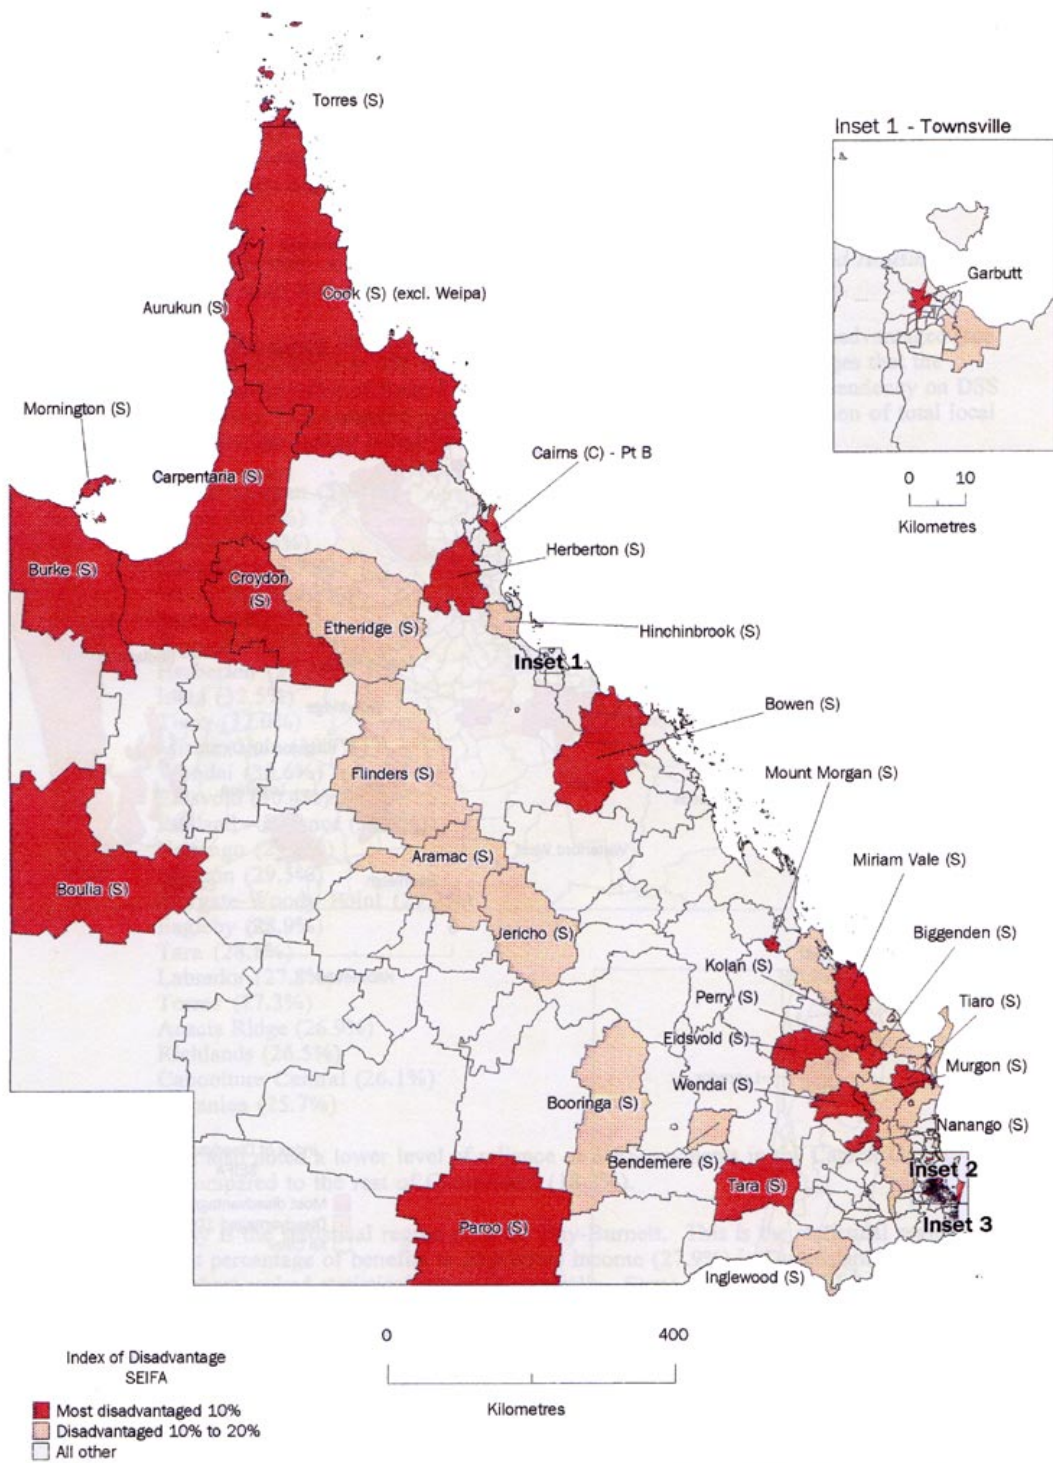 Torres (S)
Inset 1 - Townsville
Garbutt
Cook (S) (excl. Weipa)
Aurukun (S)
Mornington (S)
Cairns (C) - Pt B
Carpentaria (S)
0 10
Kilometres
Herberton (S)
Burke (S)
Croydon
(S)
Etheridge (S)
Hinchinbrook (S)
Inset 1
Bowen (S)
Flinders (S)
Mount Morgan (S)
Aramac (S)
Miriam Vale (S)
Boulia (S)
Jericho (S)
Biggenden (S)
Kolan (S)
Perry (S)
Tiaro (S)
Eidsvold (S)
Murgon (S)
Wondai (S)
Booringa (S)
Nanango (S)
Bendemere (S)
Inset 2
Tara (S)
Paroo (S)
Inset 3
Inglewood (S)
0 400
Kilometres
Index of Disadvantage
SEIFA
Most disadvantaged 10%
Disadvantaged 10% to 20%
All other